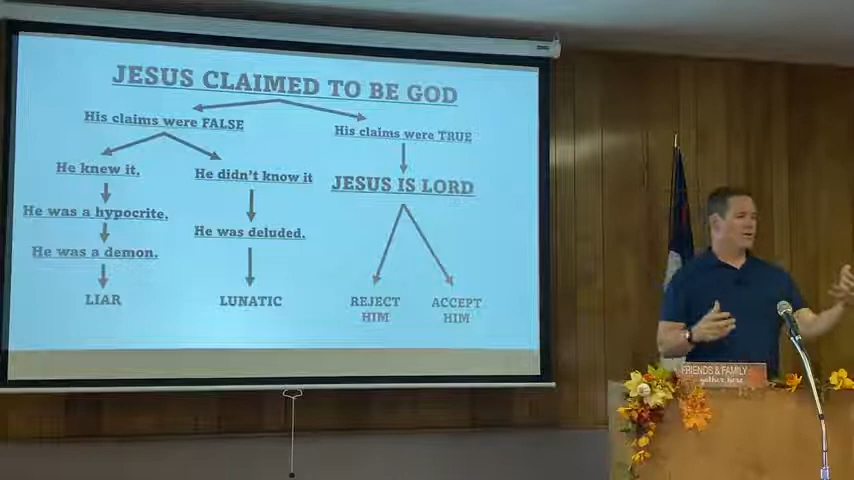 JESUS CLAIMED TO BE GOD
His claims were FALSE
His claims were TRUE
He knew it.
He didn't know it
JESUS IS LORD
He was a hypocrite.
He was deluded.
He was a demon.
LIAR
LUNATIC
REJECT
HIM
ACCEPT
HIM
FRIENDS & FAMILY
gather here